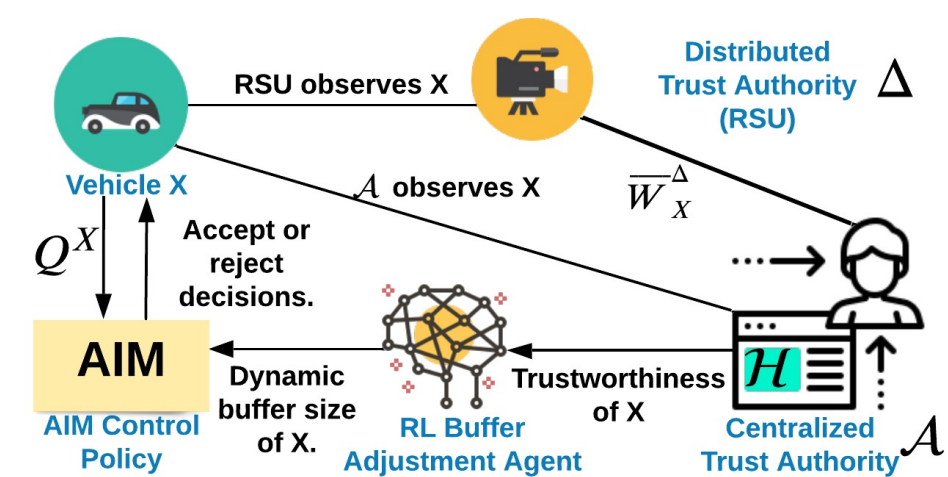 Distributed
Trust Authority
(RSU)
Δ
RSU observes X
Vehicle X
𝒜 observes X
W̅ Δ X
Q^X
Accept or
reject
decisions.
AIM
AIM Control
Policy
Dynamic
buffer size
of X.
RL Buffer
Adjustment Agent
Trustworthiness
of X
ℋ
Centralized
Trust Authority
𝒜